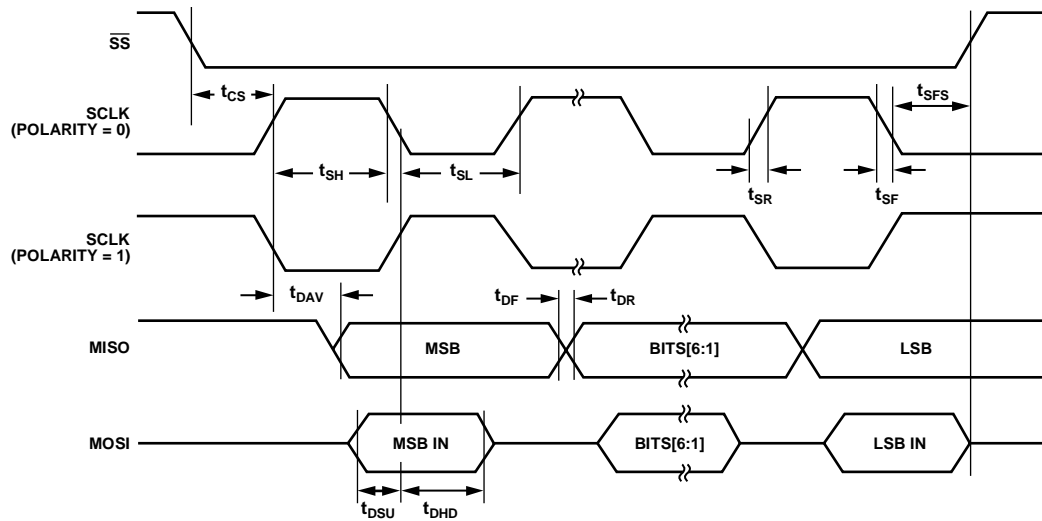 SS
tCS
tSFS
SCLK
(POLARITY = 0)
tSH
tSL
tSR
tSF
SCLK
(POLARITY = 1)
tDAV
tDF
tDR
MISO
MSB
BITS[6:1]
LSB
MOSI
MSB IN
BITS[6:1]
LSB IN
tDSU
tDHD